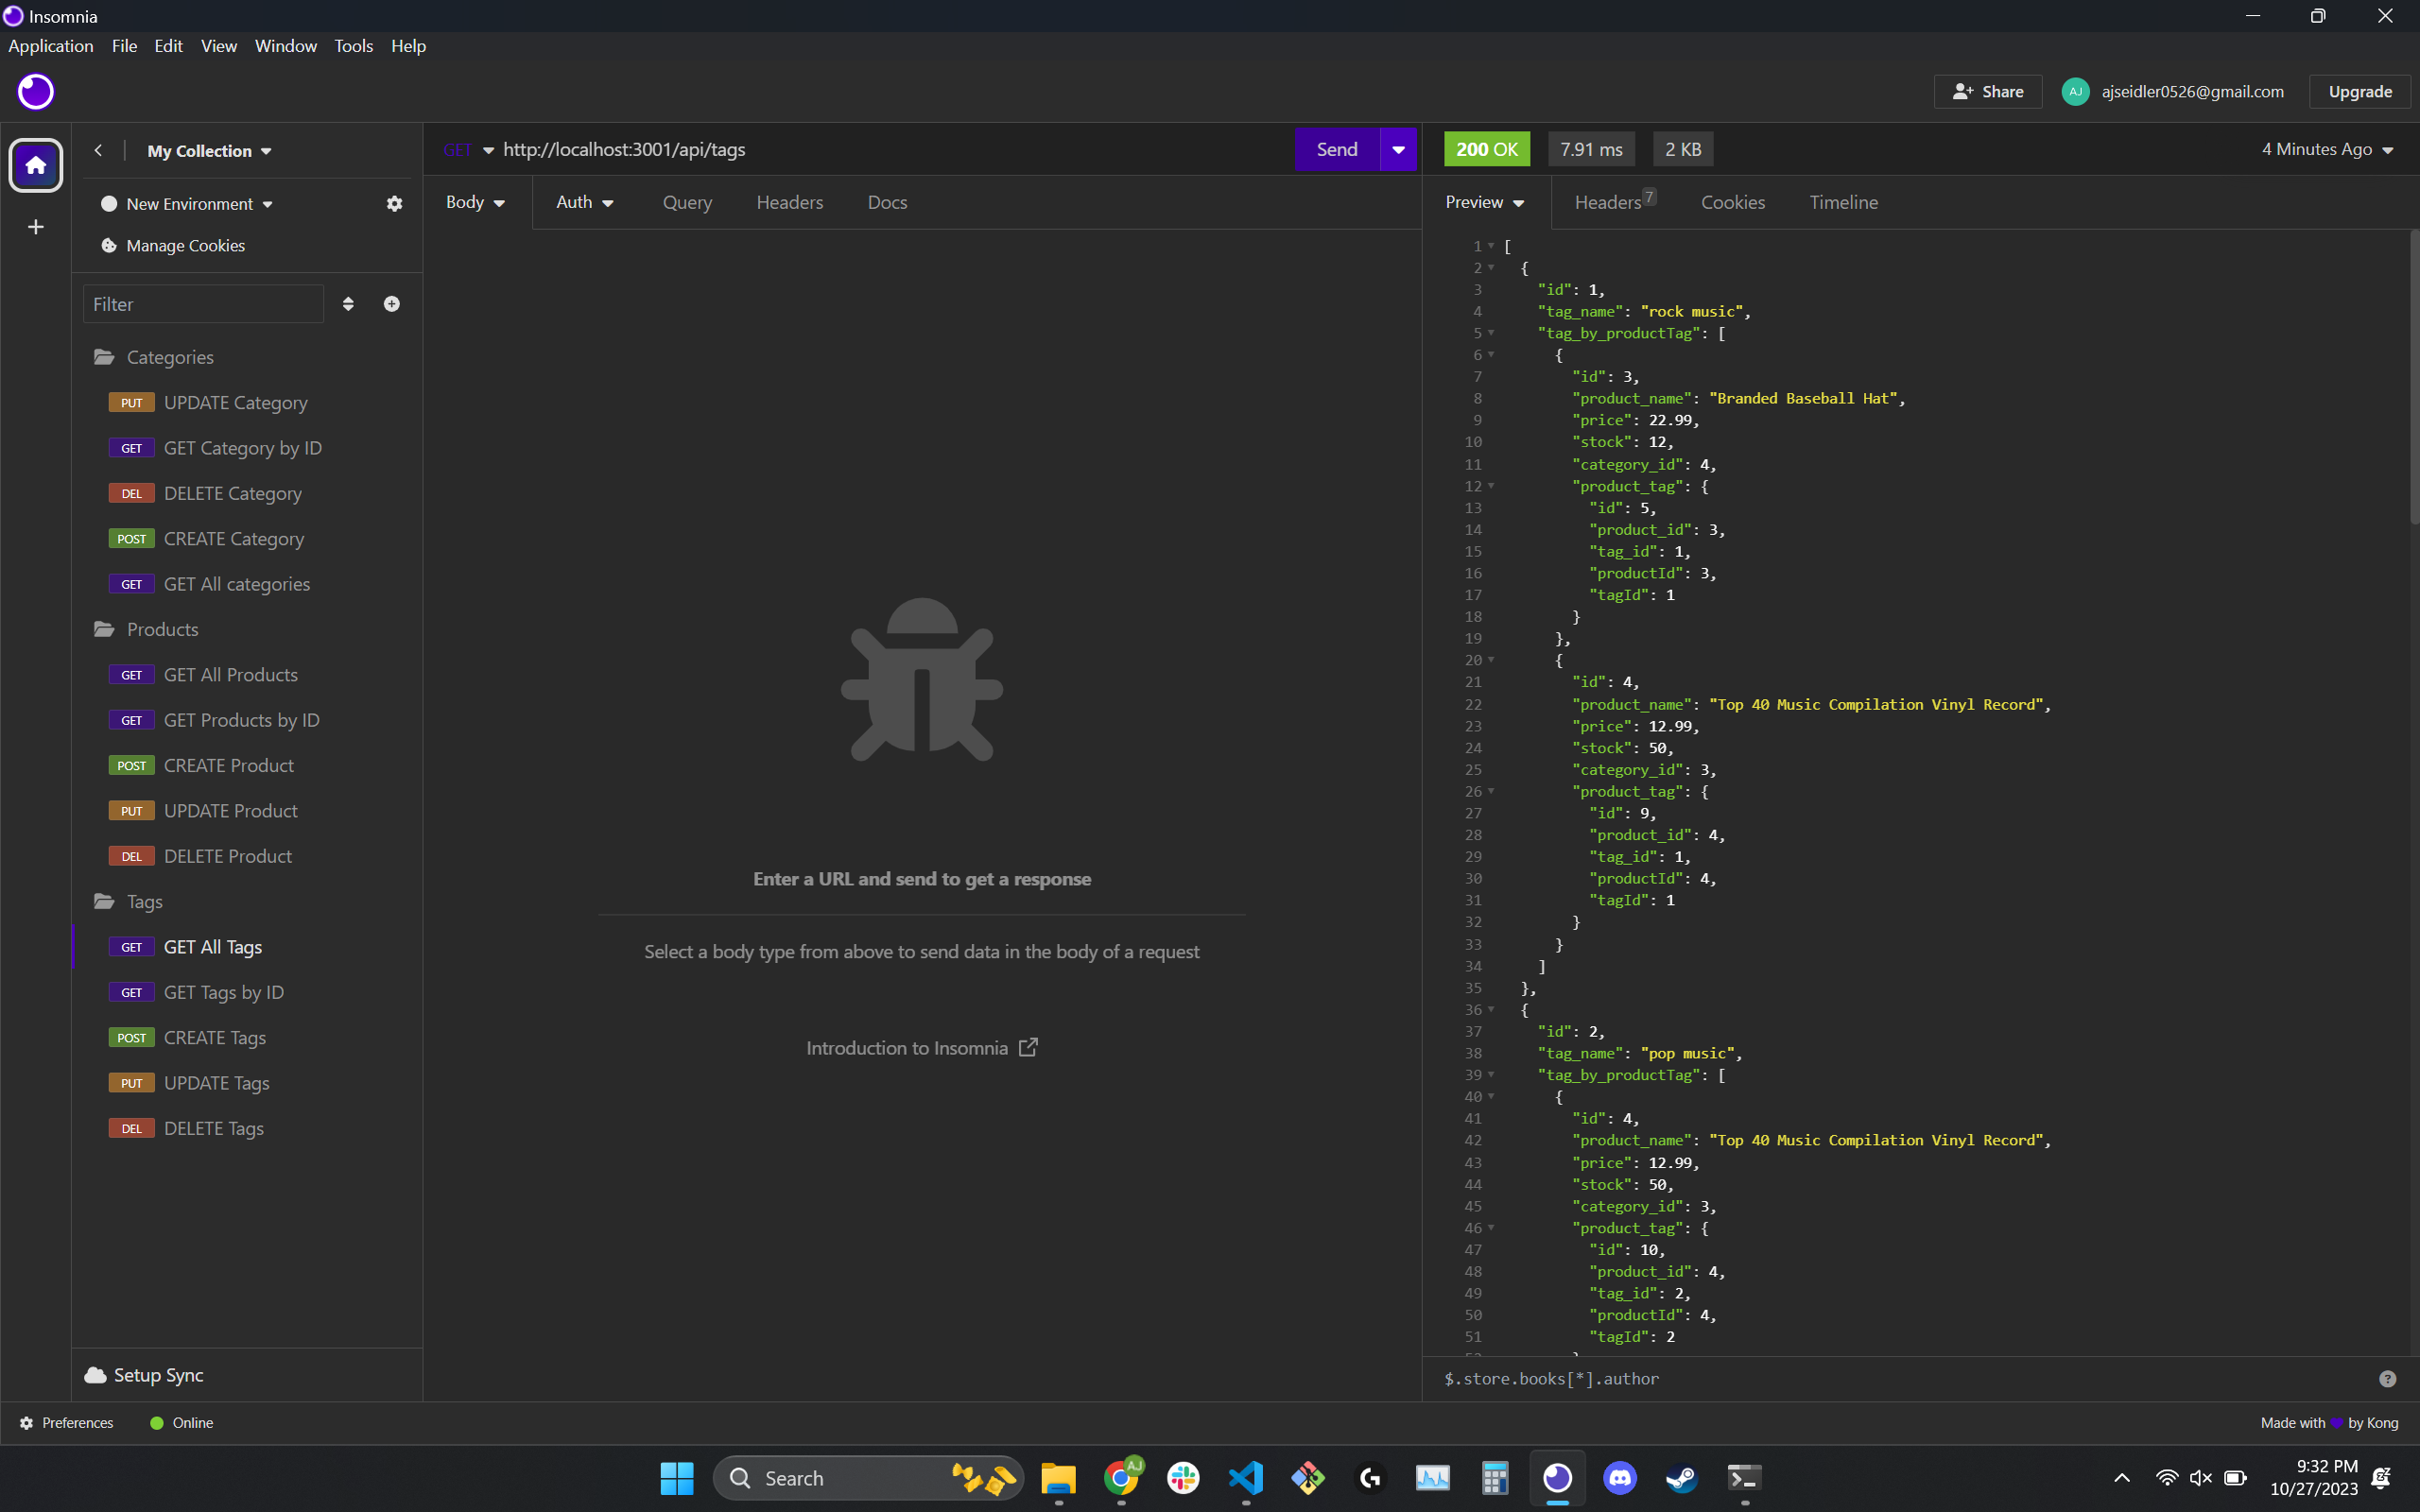 Insomnia
Application File Edit View Window Tools Help
Share AJ ajseidler0526@gmail.com Upgrade
My Collection
New Environment
Manage Cookies
Filter
Categories
PUT UPDATE Category
GET GET Category by ID
DEL DELETE Category
POST CREATE Category
GET GET All categories
Products
GET GET All Products
GET GET Products by ID
POST CREATE Product
PUT UPDATE Product
DEL DELETE Product
Tags
GET GET All Tags
GET GET Tags by ID
POST CREATE Tags
PUT UPDATE Tags
DEL DELETE Tags
Setup Sync
GET http://localhost:3001/api/tags Send
Body Auth Query Headers Docs
Enter a URL and send to get a response
Select a body type from above to send data in the body of a request
Introduction to Insomnia
200 OK 7.91 ms 2 KB 4 Minutes Ago
Preview Headers 7 Cookies Timeline
1 [
2 {
3 "id": 1,
4 "tag_name": "rock music",
5 "tag_by_productTag": [
6 {
7 "id": 3,
8 "product_name": "Branded Baseball Hat",
9 "price": 22.99,
10 "stock": 12,
11 "category_id": 4,
12 "product_tag": {
13 "id": 5,
14 "product_id": 3,
15 "tag_id": 1,
16 "productId": 3,
17 "tagId": 1
18 }
19 },
20 {
21 "id": 4,
22 "product_name": "Top 40 Music Compilation Vinyl Record",
23 "price": 12.99,
24 "stock": 50,
25 "category_id": 3,
26 "product_tag": {
27 "id": 9,
28 "product_id": 4,
29 "tag_id": 1,
30 "productId": 4,
31 "tagId": 1
32 }
33 }
34 ]
35 },
36 {
37 "id": 2,
38 "tag_name": "pop music",
39 "tag_by_productTag": [
40 {
41 "id": 4,
42 "product_name": "Top 40 Music Compilation Vinyl Record",
43 "price": 12.99,
44 "stock": 50,
45 "category_id": 3,
46 "product_tag": {
47 "id": 10,
48 "product_id": 4,
49 "tag_id": 2,
50 "productId": 4,
51 "tagId": 2
$.store.books[*].author
Preferences Online
Made with by Kong
Search AJ
9:32 PM
10/27/2023